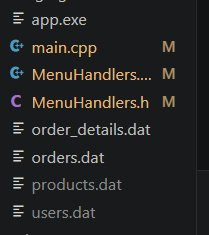 app.exe
main.cpp M
MenuHandlers.... M
MenuHandlers.h M
order_details.dat
orders.dat
products.dat
users.dat